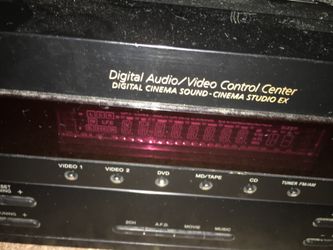 Digital Audio/Video Control Center
DIGITAL CINEMA SOUND - CINEMA STUDIO EX
LFE
VIDEO 1 VIDEO 2 DVD MD/TAPE CD TUNER FM/AM
2CH A.F.D. MOVIE MUSIC